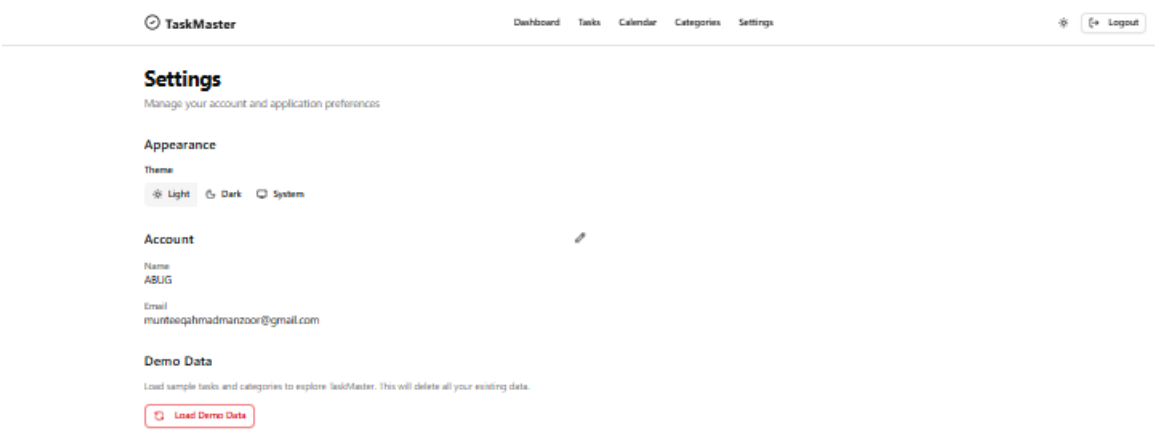 TaskMaster
Dashboard Tasks Calendar Categories Settings
Logout
Settings
Manage your account and application preferences
Appearance
Theme
Light Dark System
Account
Name
ABUG
Email
munteeqahmadmanzoor@gmail.com
Demo Data
Load sample tasks and categories to explore TaskMaster. This will delete all your existing data.
Load Demo Data